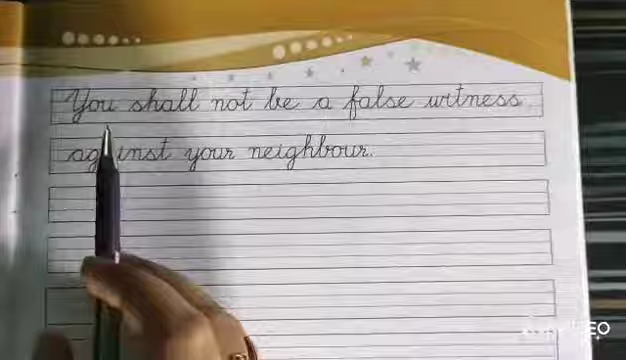 You shall not be a false witness
against your neighbour.